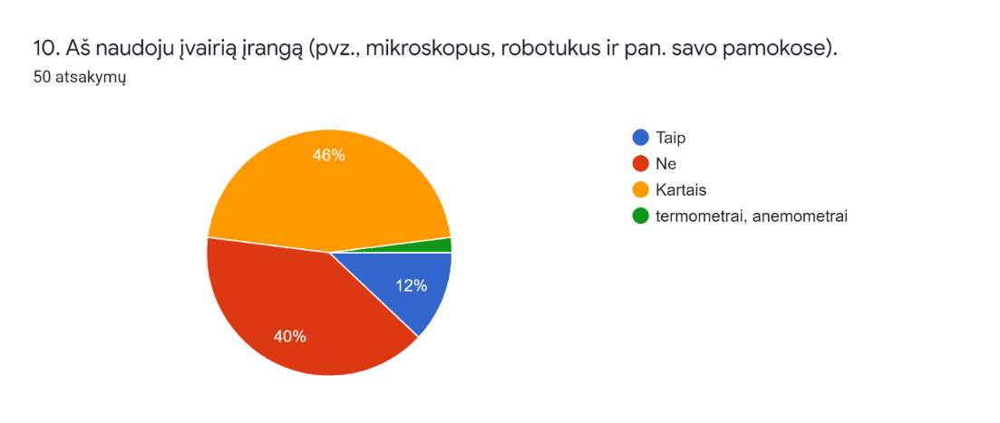 10. Aš naudoju įvairią įrangą (pvz., mikroskopus, robotukus ir pan. savo pamokose).
50 atsakymų
46%
12%
40%
Taip
Ne
Kartais
termometrai, anemometrai